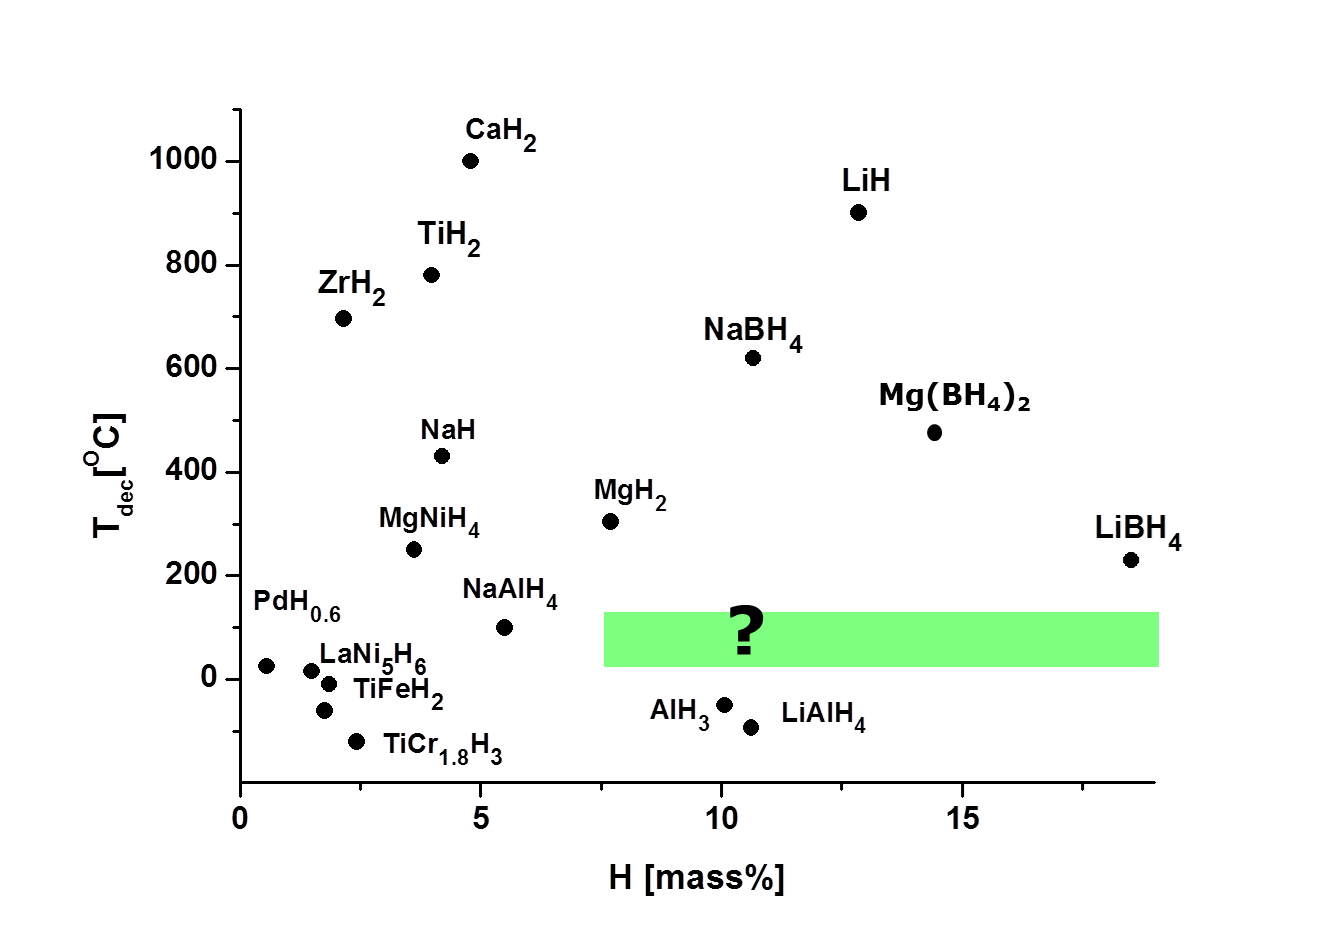 CaH2
1000
LiH
TiH2
800
ZrH2
NaBH4
600
Mg(BH4)2
NaH
400
MgH2
MgNiH4
LiBH4
200
NaAlH4
PdH0.6
?
LaNi5H6
0
TiFeH2
AlH3
LiAlH4
TiCr1.8H3
Tdec[OC]
0 5 10 15
H [mass%]